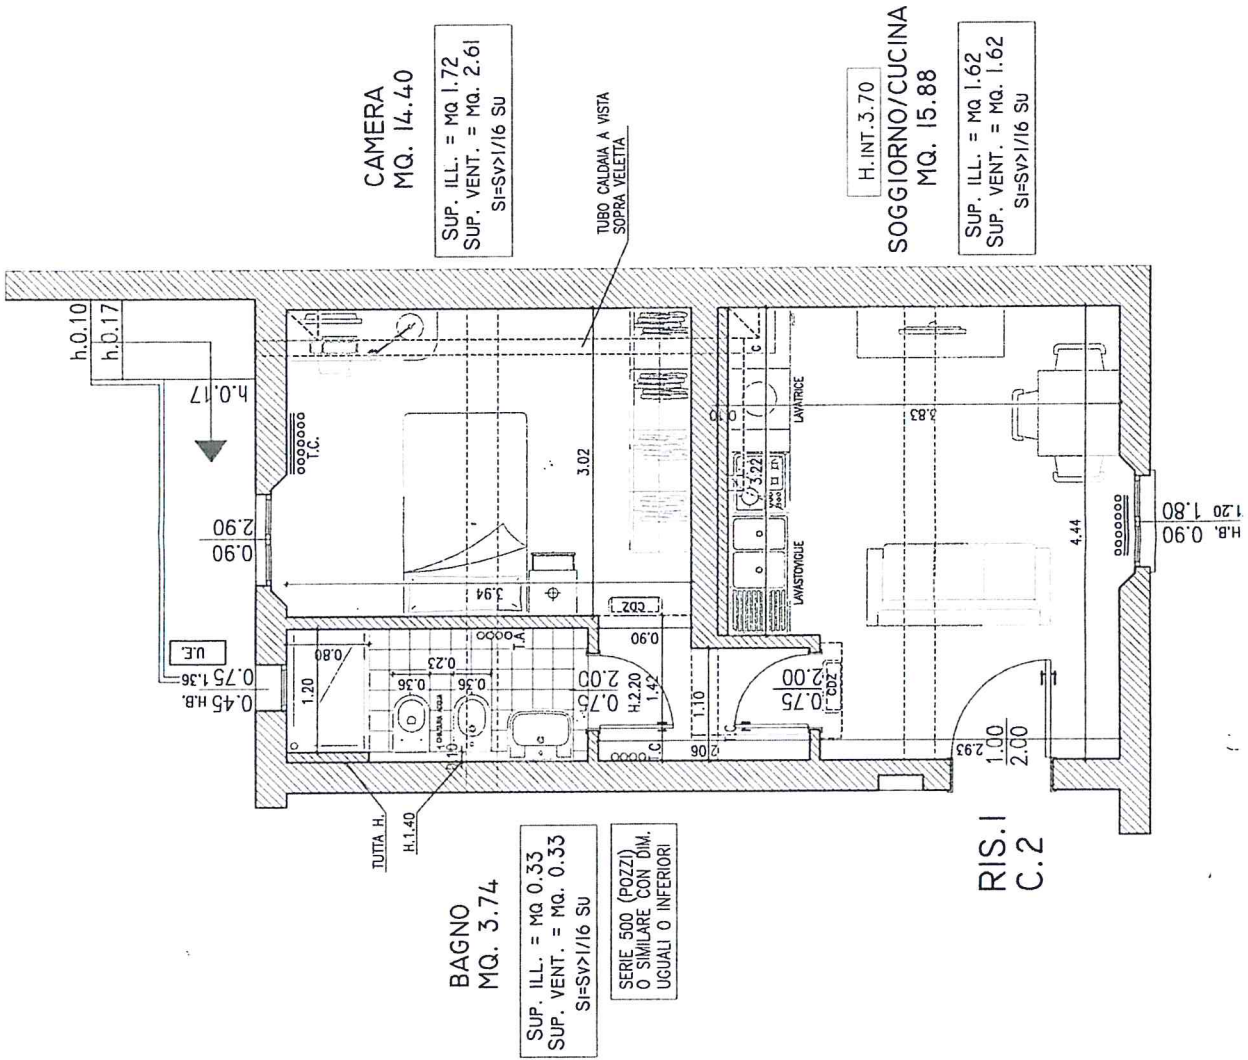 CAMERA
MQ. 14.40
SUP. ILL. = MQ 1.72
SUP. VENT. = MQ. 2.61
SI=SV>1/16 SU
TUBO CALDAIA A VISTA
SOPRA VELETTA
H.INT.3.70
SOGGIORNO/CUCINA
MQ. 15.88
SUP. ILL. = MQ 1.62
SUP. VENT. = MQ. 1.62
SI=SV>1/16 SU
h.0.10
h.0.17
h.0.17
T.C.
0.90
2.90
3.02
3.94
CDZ
0.90
U.E.
0.45 H.B.
0.75 1.36
0.80
1.20
0.36
0.23
0.36
T.A.
0.75
2.00
H.2.20
1.42
1.10
T.C.
2.06
T.C.
0.75
2.00
CDZ
C
LAVATRICE
0.10
3.83
3.22
LAVASTOVIGLIE
4.44
H.B. 0.90
1.20 1.80
2.93
1.00
2.00
TUTTA H.
H.1.40
BAGNO
MQ. 3.74
SUP. ILL. = MQ 0.33
SUP. VENT. = MQ. 0.33
SI=SV>1/16 SU
SERIE 500 (POZZI)
O SIMILARE CON DIM.
UGUALI O INFERIORI
RIS.1
C.2